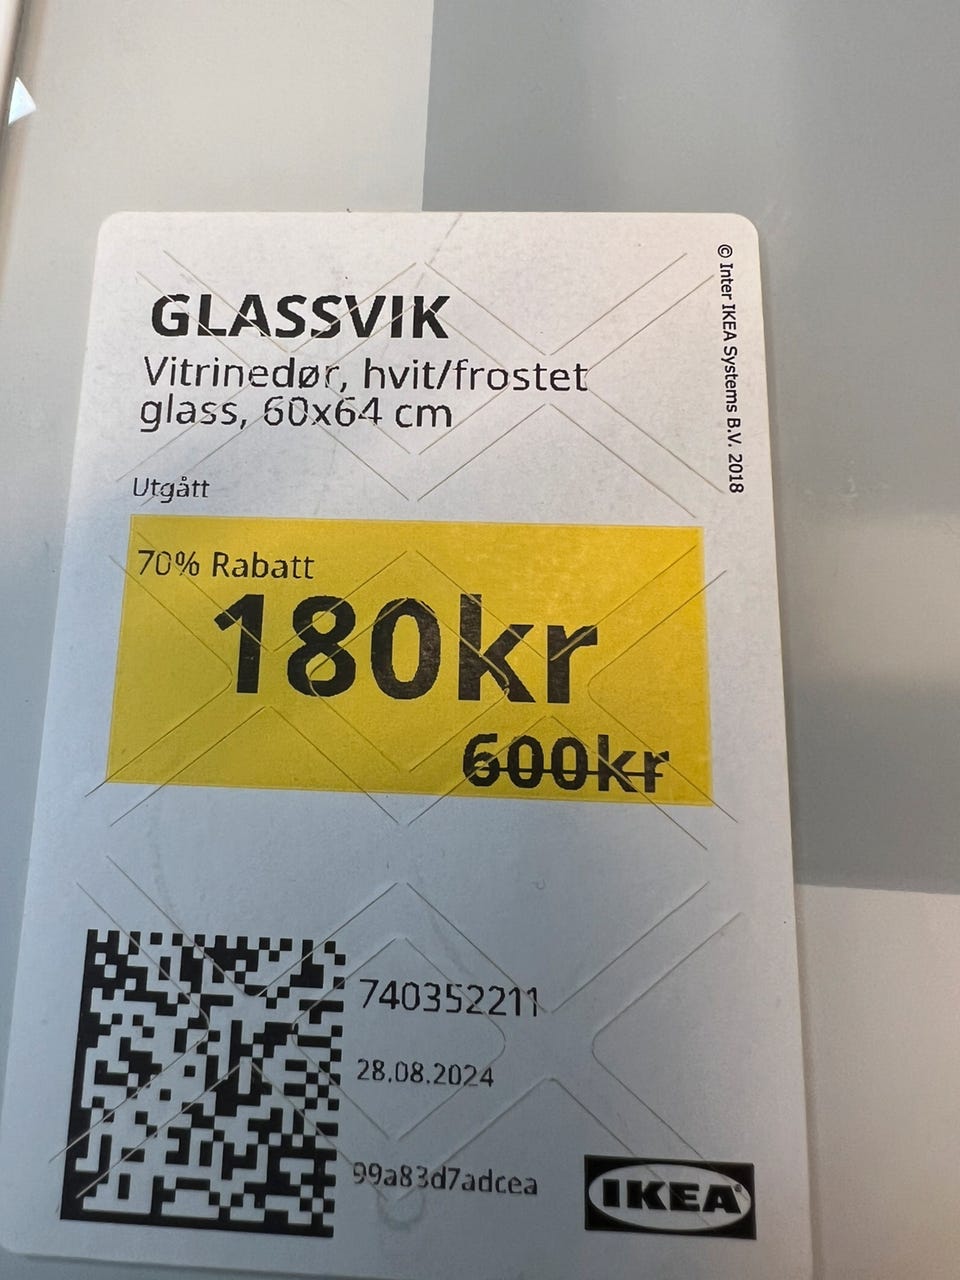 GLASSVIK
Vitrinedør, hvit/frostet
glass, 60x64 cm
Utgått
70% Rabatt
180kr
600kr
740352211
28.08.2024
99a83d7adcea
IKEA®
© Inter IKEA Systems B.V. 2018